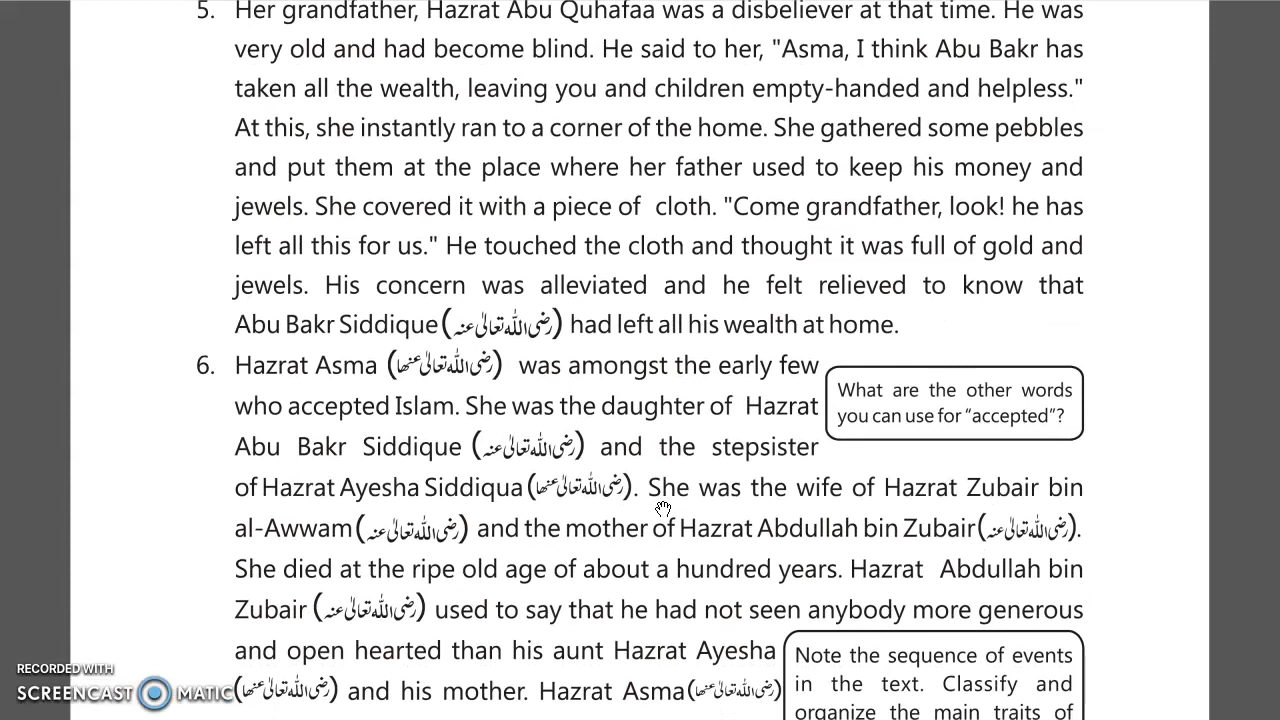 5. Her grandfather, Hazrat Abu Quhafaa was a disbeliever at that time. He was
very old and had become blind. He said to her, "Asma, I think Abu Bakr has
taken all the wealth, leaving you and children empty-handed and helpless."
At this, she instantly ran to a corner of the home. She gathered some pebbles
and put them at the place where her father used to keep his money and
jewels. She covered it with a piece of cloth. "Come grandfather, look! he has
left all this for us." He touched the cloth and thought it was full of gold and
jewels. His concern was alleviated and he felt relieved to know that
Abu Bakr Siddique (رضی اللہ تعالیٰ عنہ) had left all his wealth at home.
6. Hazrat Asma (رضی اللہ تعالیٰ عنھا) was amongst the early few
who accepted Islam. She was the daughter of Hazrat
Abu Bakr Siddique (رضی اللہ تعالیٰ عنہ) and the stepsister
of Hazrat Ayesha Siddiqua (رضی اللہ تعالیٰ عنھا). She was the wife of Hazrat Zubair bin
al-Awwam (رضی اللہ تعالیٰ عنہ) and the mother of Hazrat Abdullah bin Zubair (رضی اللہ تعالیٰ عنہ).
She died at the ripe old age of about a hundred years. Hazrat Abdullah bin
Zubair (رضی اللہ تعالیٰ عنہ) used to say that he had not seen anybody more generous
and open hearted than his aunt Hazrat Ayesha
(رضی اللہ تعالیٰ عنھا) and his mother. Hazrat Asma (رضی اللہ تعالیٰ عنھا)
What are the other words
you can use for “accepted”?
Note the sequence of events
in the text. Classify and
organize the main traits of
RECORDED WITH
SCREENCAST MATIC